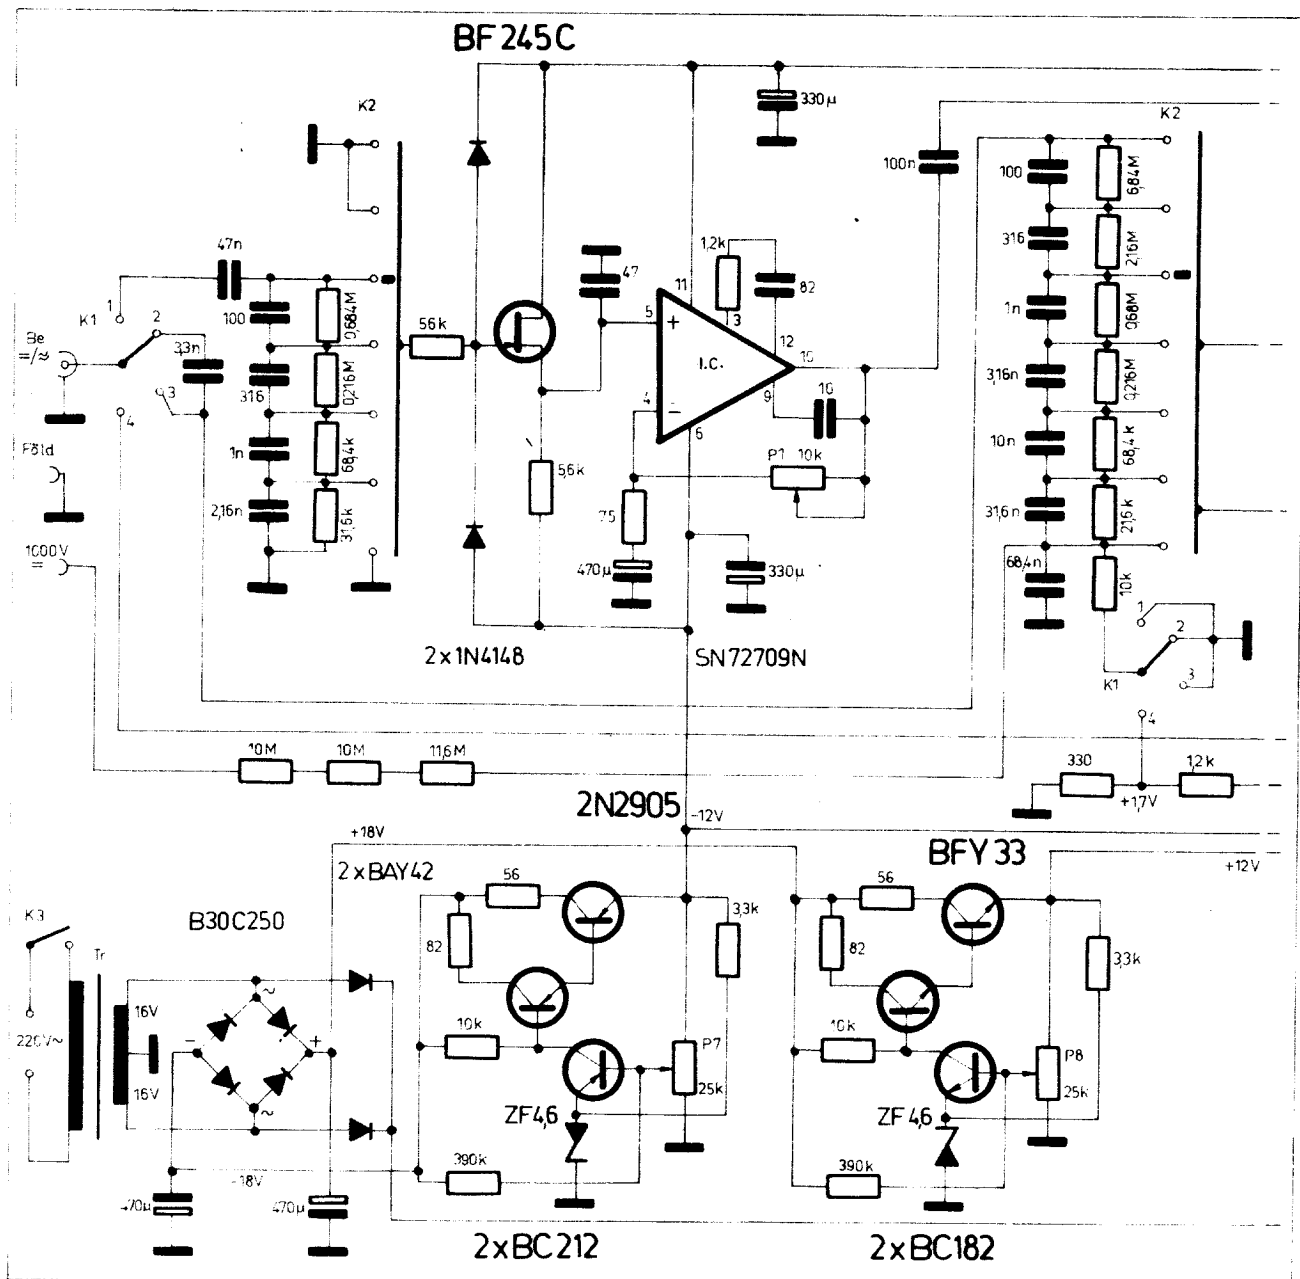 BF245C
K2
330µ
K2
100n
100
6,84M
47n
1,2k
316
2,16M
47
82
11
3
5
+
1n
0,68M
K1
1
2
100
0,684M
56k
12
Be
=/≈
3,3n
I.C.
10
3,16n
0,216M
3
316
0,216M
4
−
9
10
4
6
Föld
1n
68,4k
5,6k
P1
10k
10n
68,4k
2,16n
31,6k
75
31,6n
21,6k
1000V
=
470µ
330µ
68,4n
10k
1
2
2x1N4148
SN72709N
K1
3
4
10M
10M
11,6M
330
1,2k
+1,7V
2N2905
-12V
+18V
BFY33
+12V
2xBAY42
56
56
K3
B30C250
3,3k
82
82
3,3k
Tr
~
16V
10k
10k
220V~
−
+
P7
P8
16V
25k
25k
~
ZF4,6
ZF4,6
390k
390k
-18V
470µ
470µ
2xBC212
2xBC182